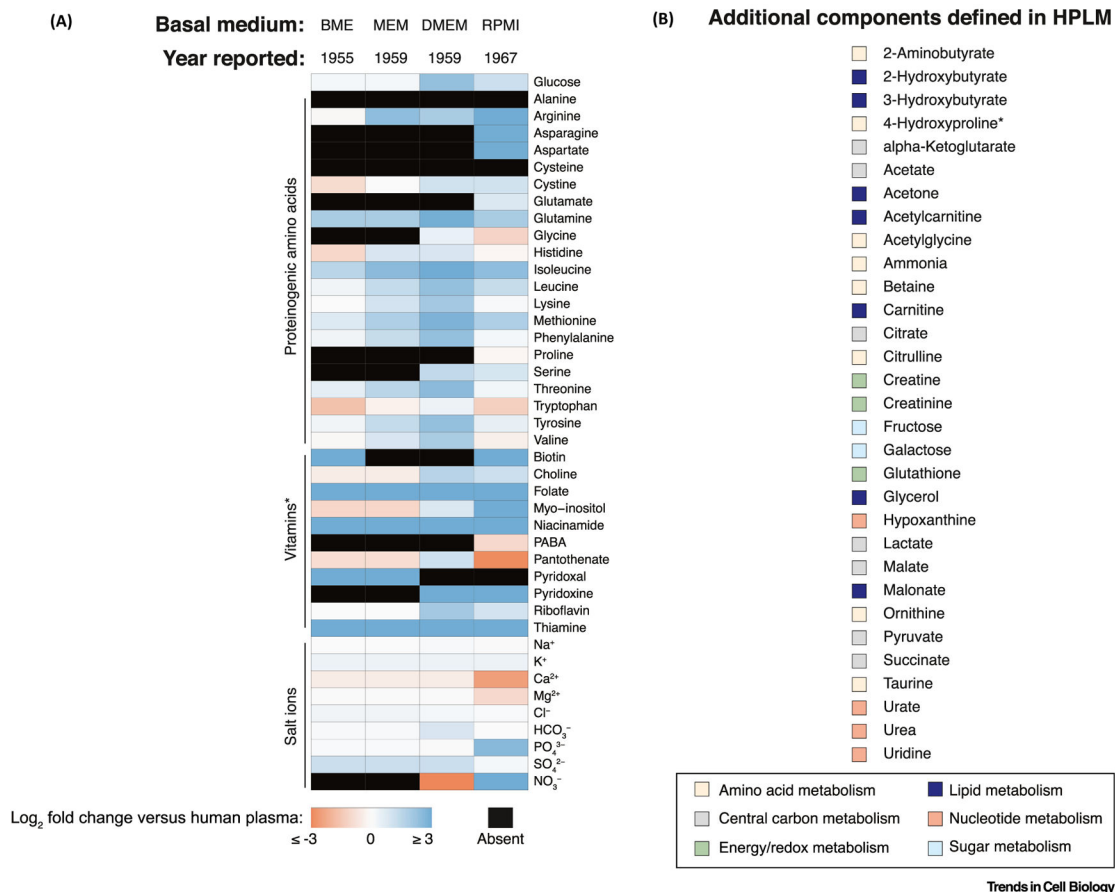 (A)
Basal medium: BME MEM DMEM RPMI
Year reported: 1955 1959 1959 1967
Glucose
Proteinogenic amino acids
Alanine
Arginine
Asparagine
Aspartate
Cysteine
Cystine
Glutamate
Glutamine
Glycine
Histidine
Isoleucine
Leucine
Lysine
Methionine
Phenylalanine
Proline
Serine
Threonine
Tryptophan
Tyrosine
Valine
Vitamins*
Biotin
Choline
Folate
Myo–inositol
Niacinamide
PABA
Pantothenate
Pyridoxal
Pyridoxine
Riboflavin
Thiamine
Salt ions
Na⁺
K⁺
Ca²⁺
Mg²⁺
Cl⁻
HCO₃⁻
PO₄³⁻
SO₄²⁻
NO₃⁻
Log₂ fold change versus human plasma:
≤ -3 0 ≥ 3 Absent
(B) Additional components defined in HPLM
2-Aminobutyrate
2-Hydroxybutyrate
3-Hydroxybutyrate
4-Hydroxyproline*
alpha-Ketoglutarate
Acetate
Acetone
Acetylcarnitine
Acetylglycine
Ammonia
Betaine
Carnitine
Citrate
Citrulline
Creatine
Creatinine
Fructose
Galactose
Glutathione
Glycerol
Hypoxanthine
Lactate
Malate
Malonate
Ornithine
Pyruvate
Succinate
Taurine
Urate
Urea
Uridine
Amino acid metabolism Lipid metabolism
Central carbon metabolism Nucleotide metabolism
Energy/redox metabolism Sugar metabolism
Trends in Cell Biology